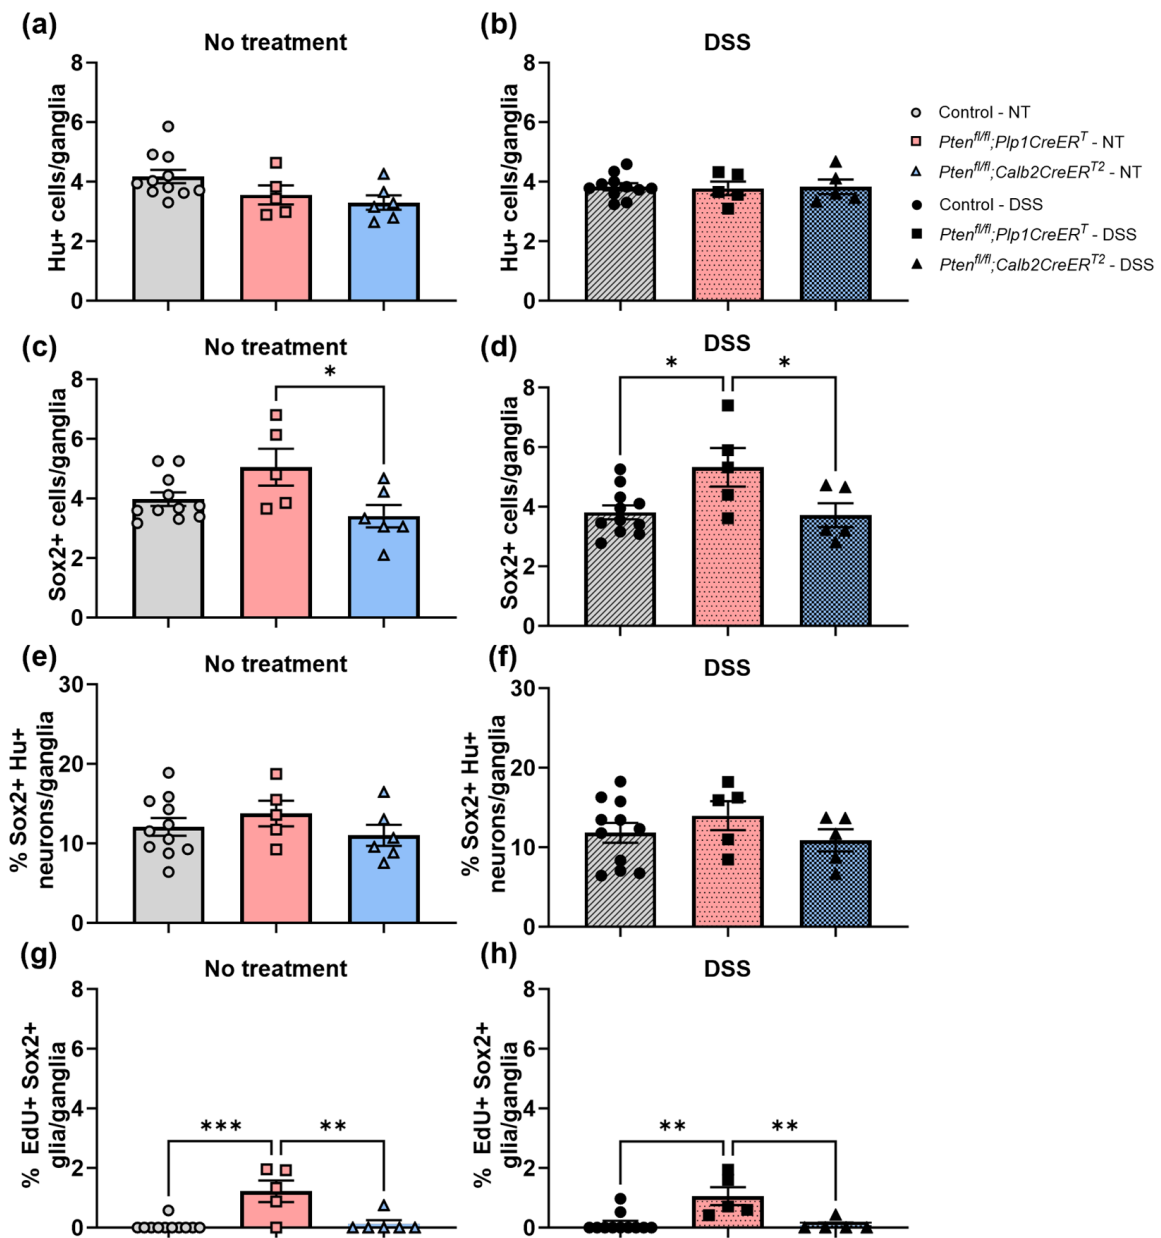 (a)
No treatment
Hu+ cells/ganglia
8
6
4
2
0
(b)
DSS
Hu+ cells/ganglia
8
6
4
2
0
Control - NT
Pten^fl/fl;Plp1CreER^T - NT
Pten^fl/fl;Calb2CreER^T2 - NT
Control - DSS
Pten^fl/fl;Plp1CreER^T - DSS
Pten^fl/fl;Calb2CreER^T2 - DSS
(c)
No treatment
Sox2+ cells/ganglia
8
6
4
2
0
*
(d)
DSS
Sox2+ cells/ganglia
8
6
4
2
0
*
*
(e)
No treatment
% Sox2+ Hu+
neurons/ganglia
30
20
10
0
(f)
DSS
% Sox2+ Hu+
neurons/ganglia
30
20
10
0
(g)
No treatment
% EdU+ Sox2+
glia/ganglia
8
6
4
2
0
***
**
(h)
DSS
% EdU+ Sox2+
glia/ganglia
8
6
4
2
0
**
**